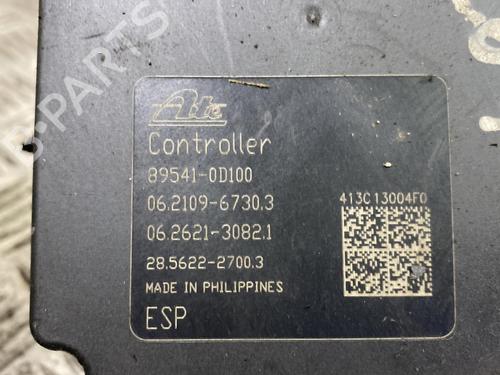 Ate
Controller
89541-0D100
06.2109-6730.3
413C13004F0
06.2621-3082.1
28.5622-2700.3
MADE IN PHILIPPINES
ESP